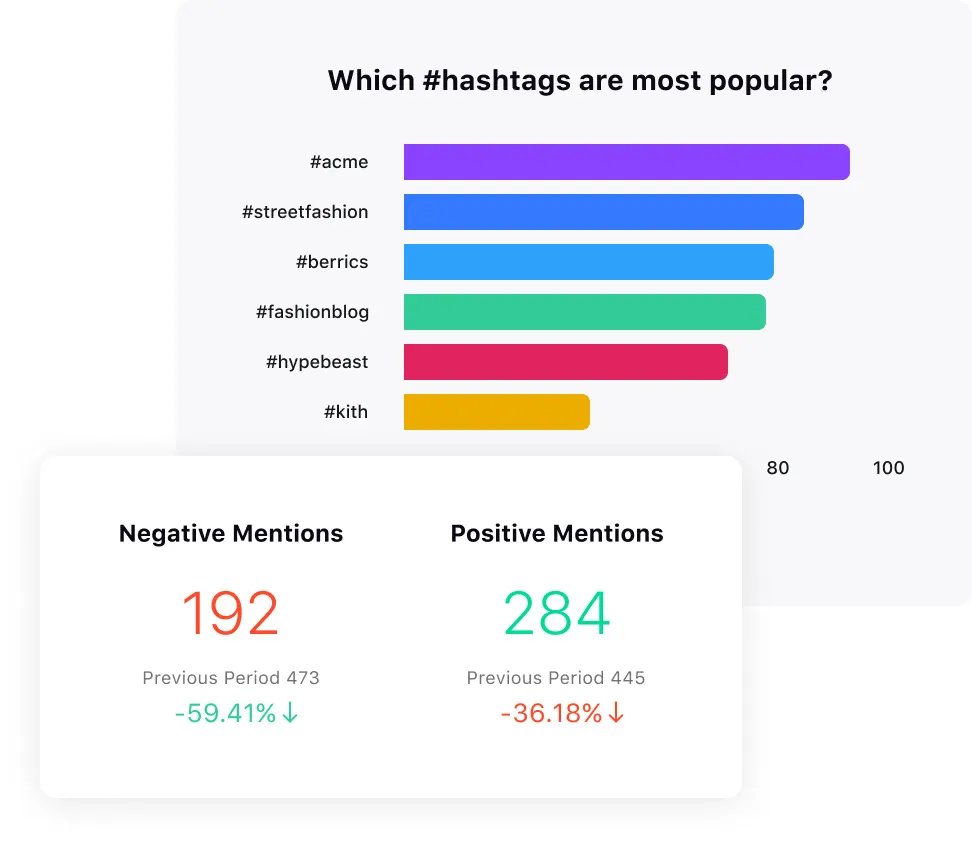 Which #hashtags are most popular?
#acme
#streetfashion
#berrics
#fashionblog
#hypebeast
#kith
80 100
Negative Mentions
192
Previous Period 473
-59.41%↓
Positive Mentions
284
Previous Period 445
-36.18%↓